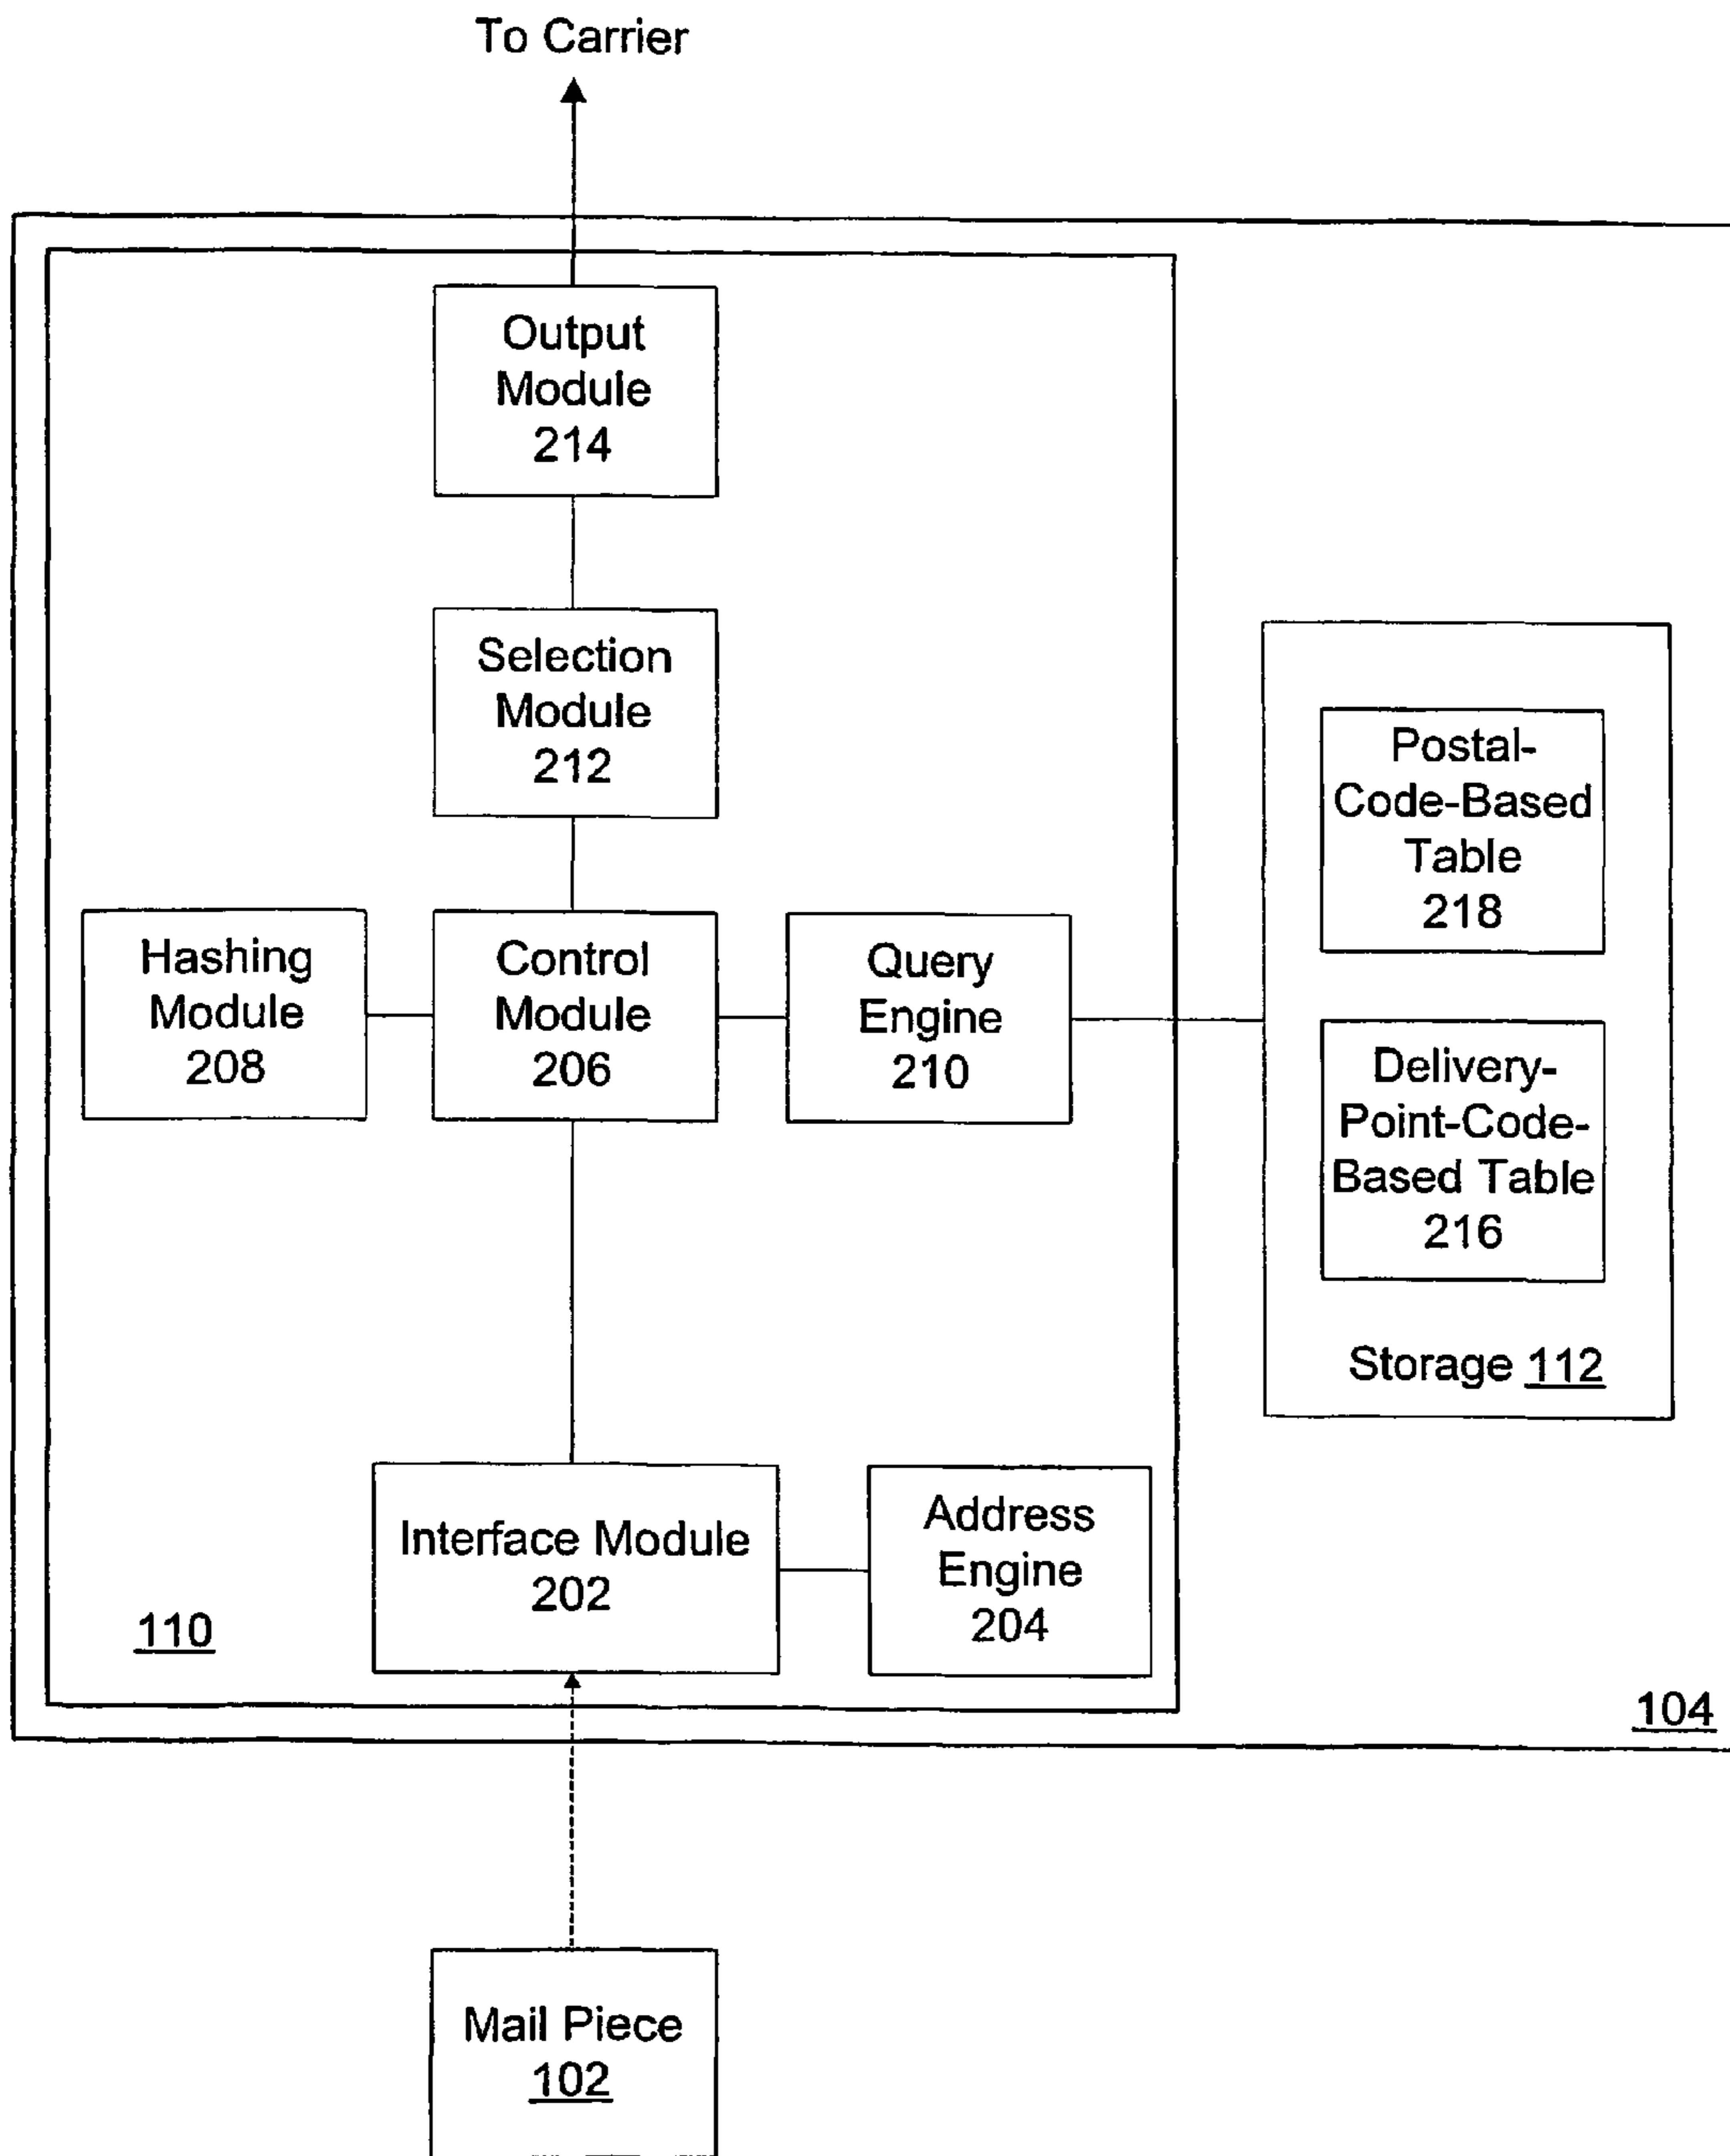 To Carrier
Output
Module
214
Selection
Module
212
Hashing
Module
208
Control
Module
206
Query
Engine
210
Postal-
Code-Based
Table
218
Delivery-
Point-Code-
Based Table
216
Storage 112
Interface Module
202
Address
Engine
204
110
104
Mail Piece
102